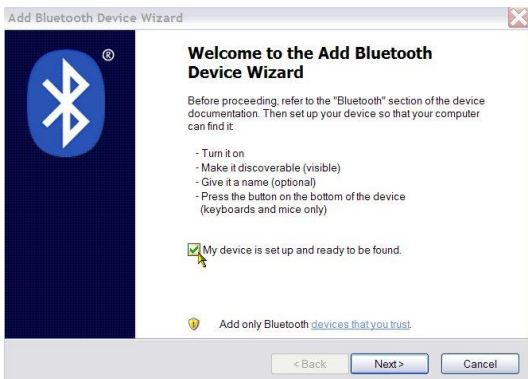 Add Bluetooth Device Wizard
®
Welcome to the Add Bluetooth
Device Wizard
Before proceeding, refer to the "Bluetooth" section of the device
documentation. Then set up your device so that your computer
can find it:
- Turn it on
- Make it discoverable (visible)
- Give it a name (optional)
- Press the button on the bottom of the device
(keyboards and mice only)
My device is set up and ready to be found.
Add only Bluetooth devices that you trust.
< Back Next > Cancel